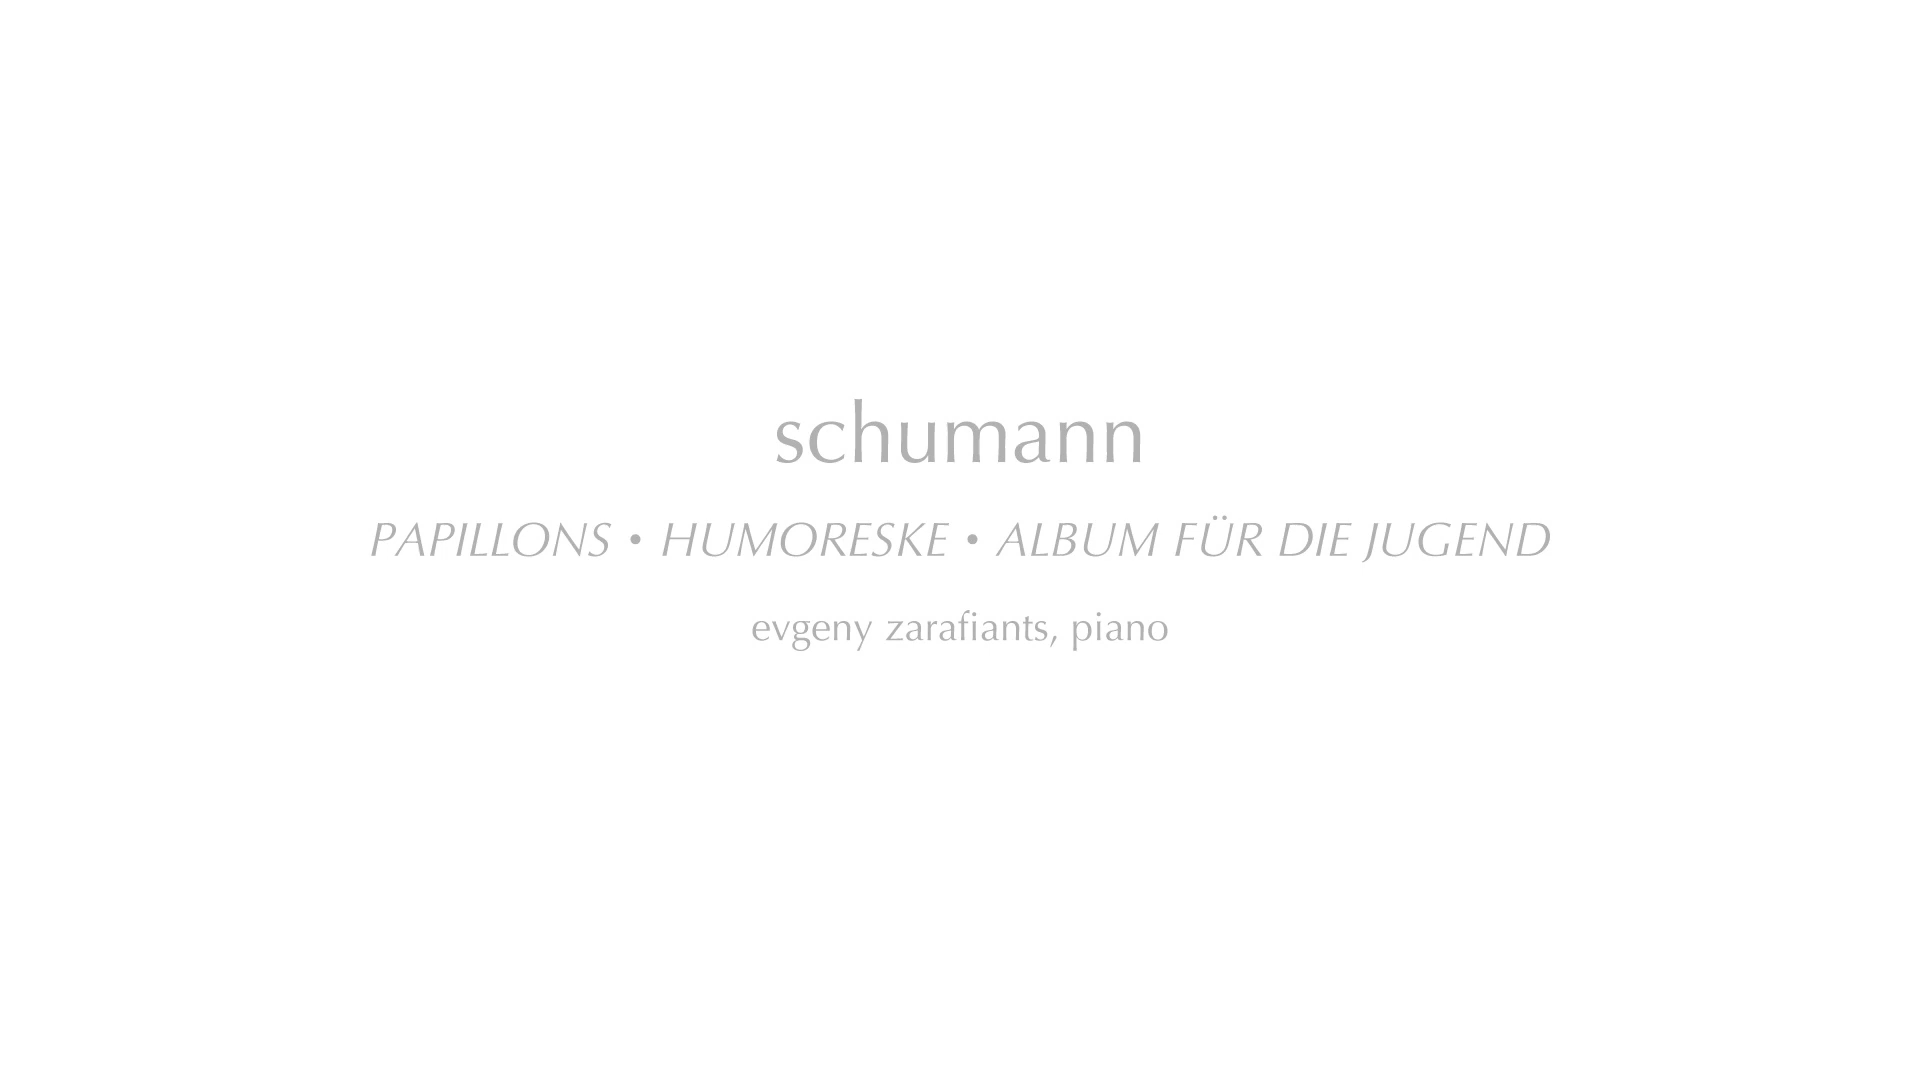 schumann
PAPILLONS • HUMORESKE • ALBUM FÜR DIE JUGEND
evgeny zarafiants, piano